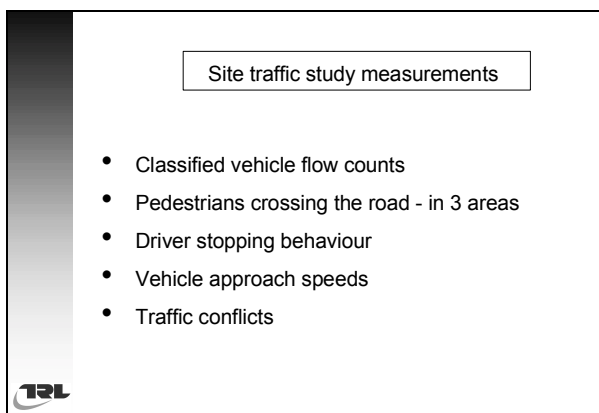 Site traffic study measurements
• Classified vehicle flow counts
• Pedestrians crossing the road - in 3 areas
• Driver stopping behaviour
• Vehicle approach speeds
• Traffic conflicts
TRL